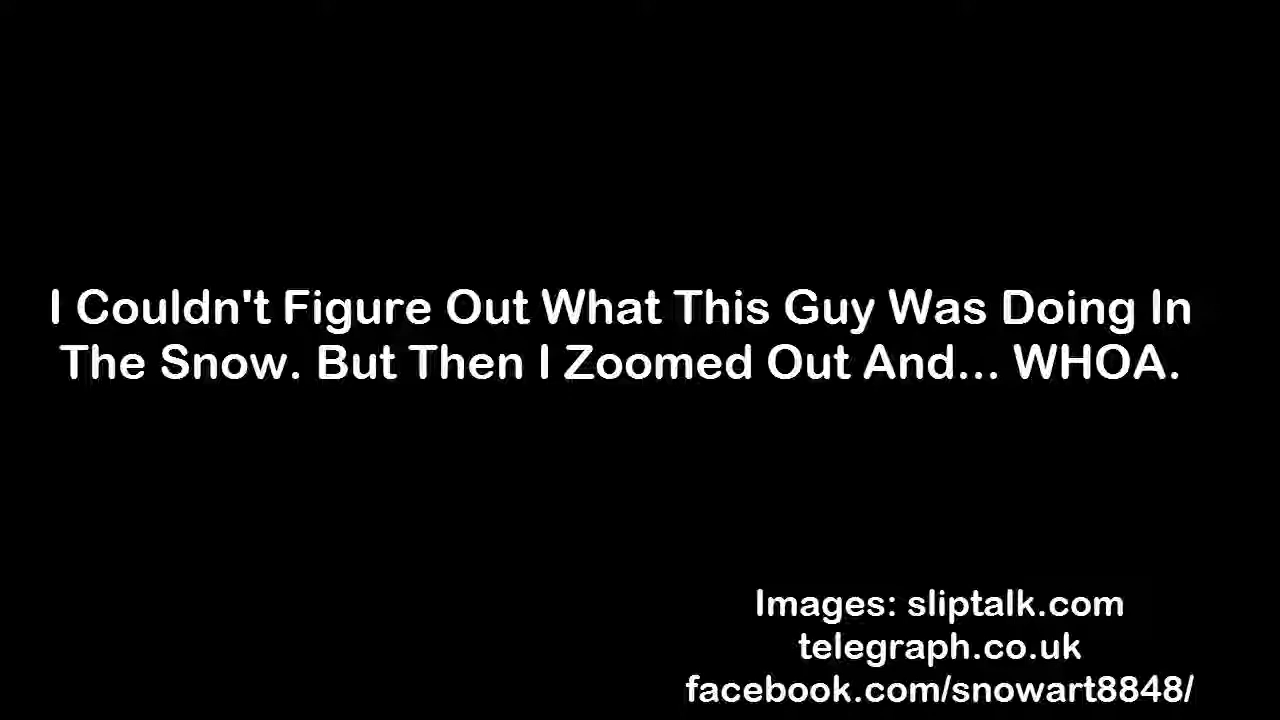 I Couldn't Figure Out What This Guy Was Doing In
The Snow. But Then I Zoomed Out And... WHOA.
Images: sliptalk.com
telegraph.co.uk
facebook.com/snowart8848/